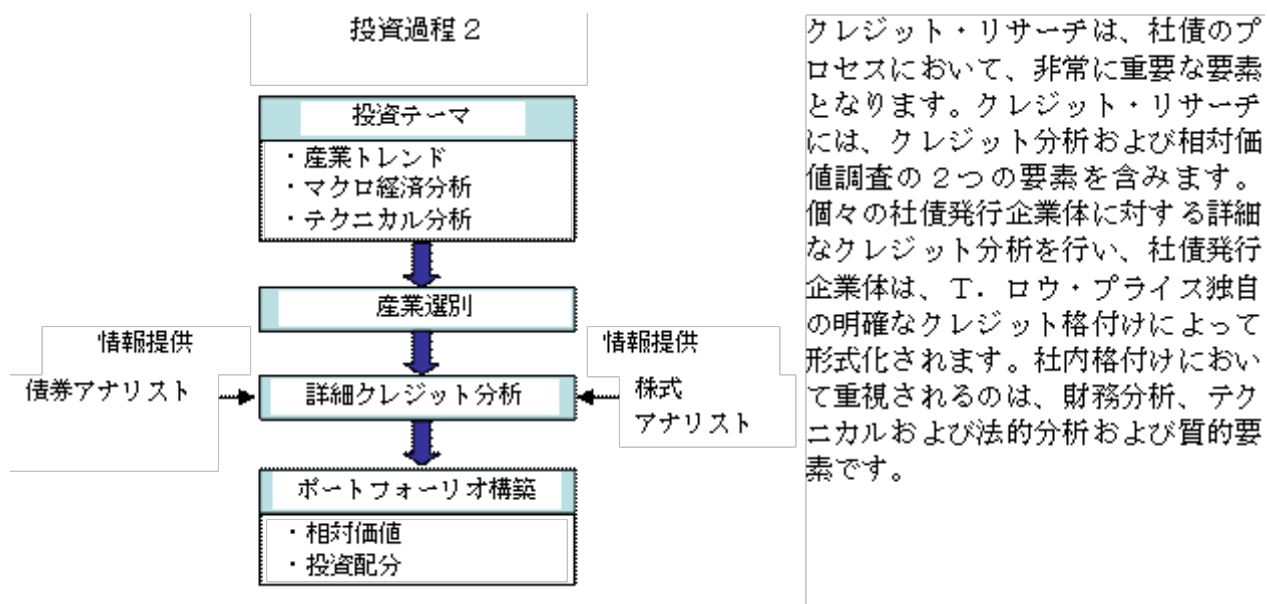 投資過程2
投資テーマ
・産業トレンド
・マクロ経済分析
・テクニカル分析
産業選別
情報提供
債券アナリスト
詳細クレジット分析
情報提供
株式
アナリスト
ポートフォーリオ構築
・相対価値
・投資配分
クレジット・リサーチは、社債のプ
ロセスにおいて、非常に重要な要素
となります。クレジット・リサーチ
には、クレジット分析および相対価
値調査の2つの要素を含みます。
個々の社債発行企業体に対する詳細
なクレジット分析を行い、社債発行
企業体は、T.ロウ・プライス独自
の明確なクレジット格付けによって
形式化されます。社内格付けにおい
て重視されるのは、財務分析、テク
ニカルおよび法的分析および質的要
素です。